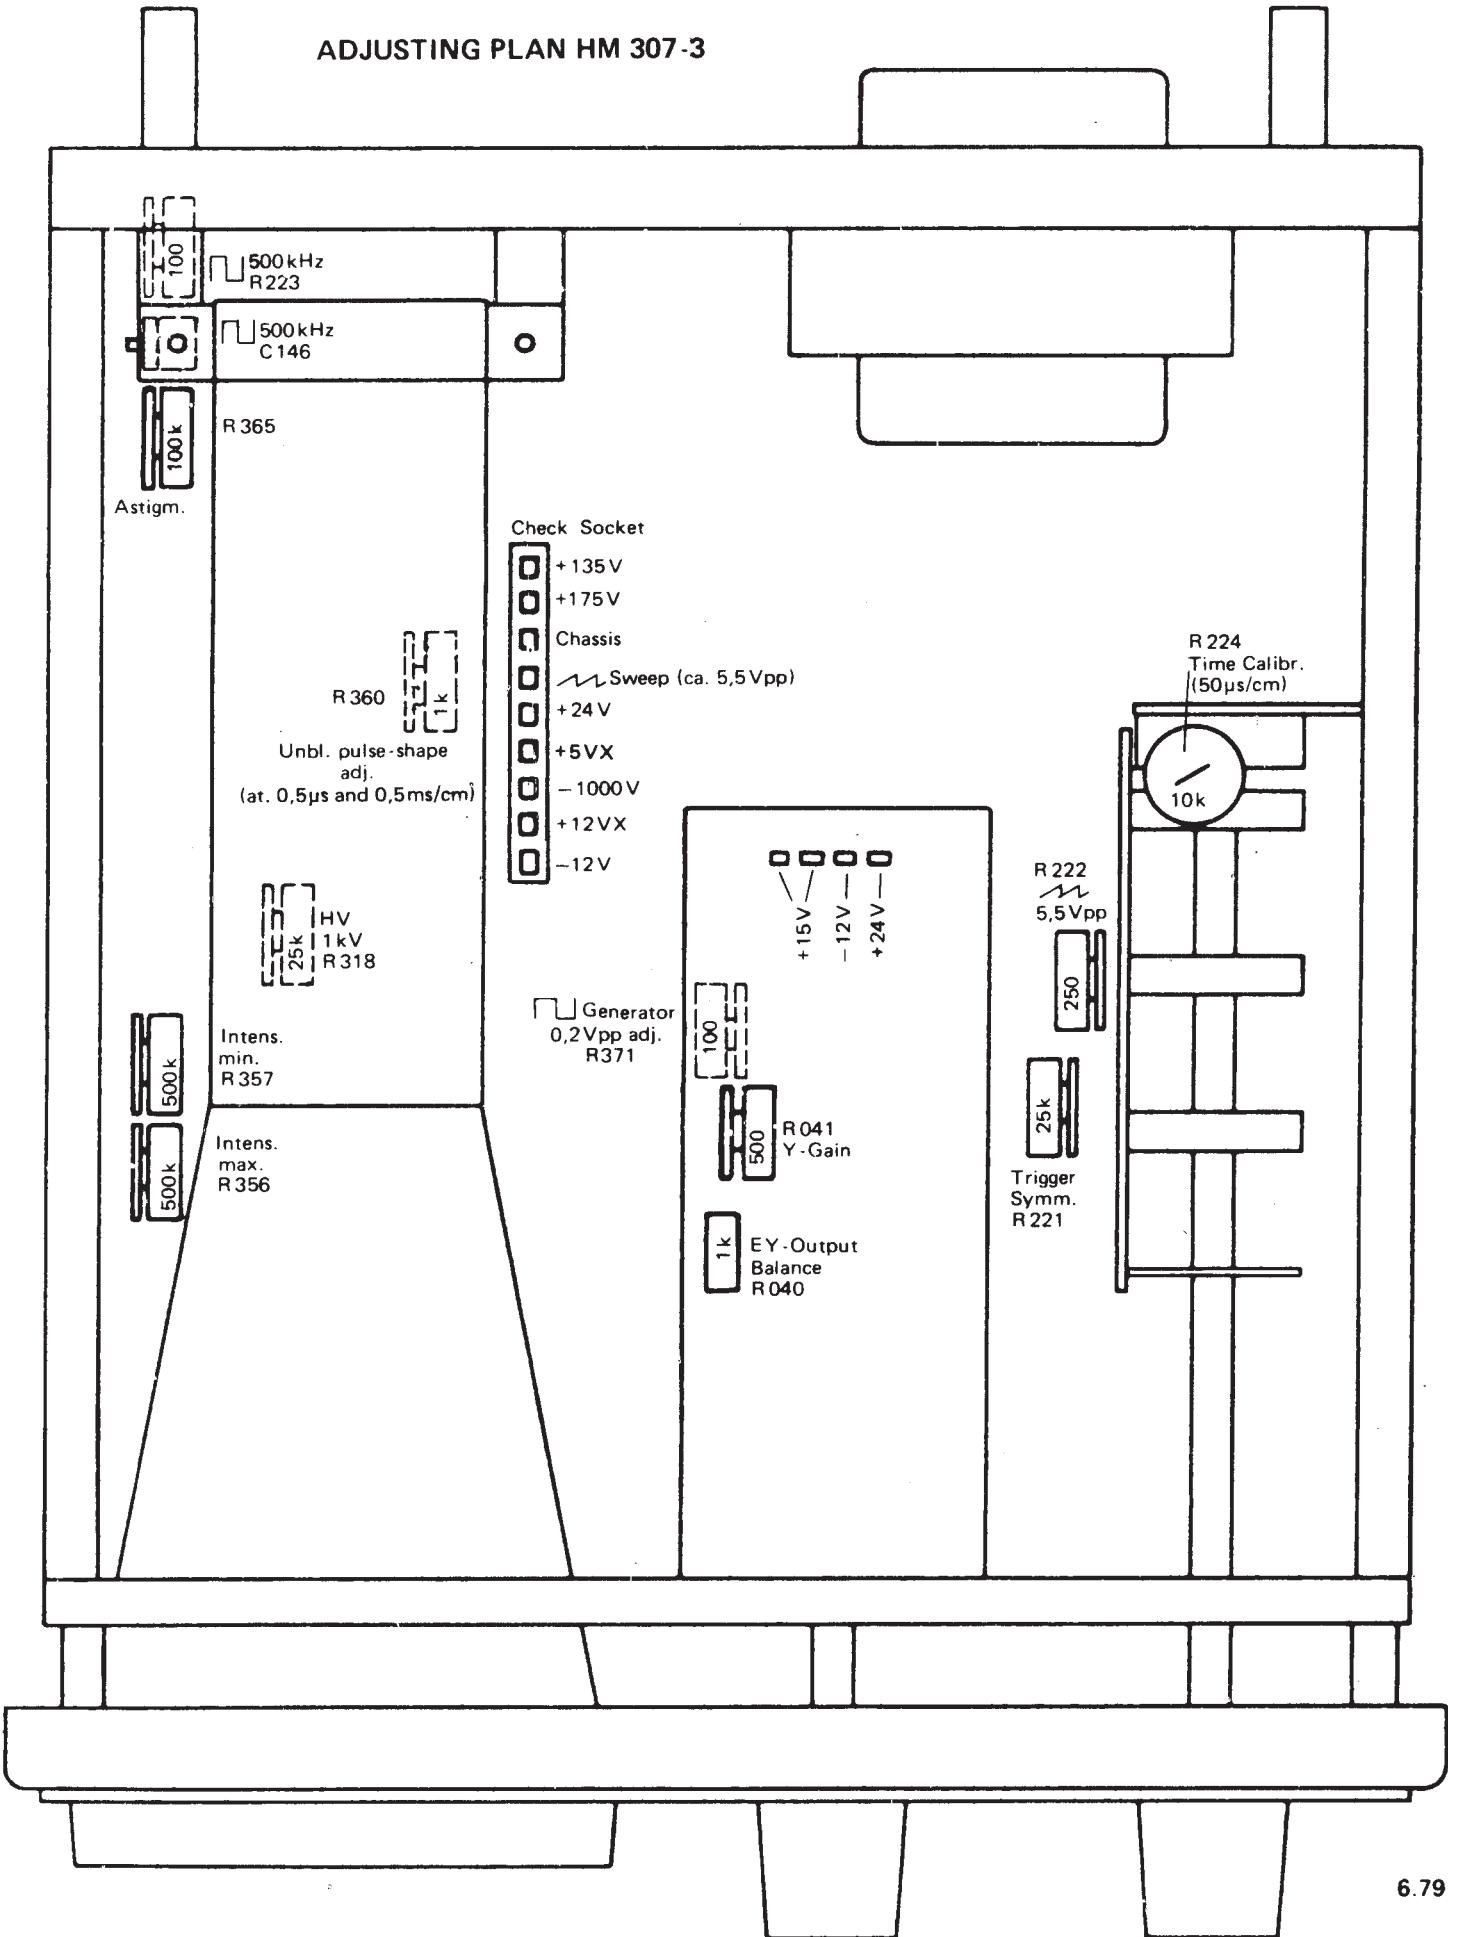 ADJUSTING PLAN HM 307-3
100
500kHz
R223
500kHz
C146
100k
R365
Astigm.
Check Socket
+135V
+175V
Chassis
Sweep (ca. 5,5Vpp)
+24V
+5VX
-1000V
+12VX
-12V
R360
1k
Unbl. pulse-shape
adj.
(at. 0,5µs and 0,5ms/cm)
R224
Time Calibr.
(50µs/cm)
10k
25k
HV
1kV
R318
+15V
-12V
+24V
R222
5,5Vpp
250
Generator
0,2Vpp adj.
R371
100
500k
Intens.
min.
R357
500k
Intens.
max.
R356
500
R041
Y-Gain
25k
Trigger
Symm.
R221
1k
EY-Output
Balance
R040
6.79